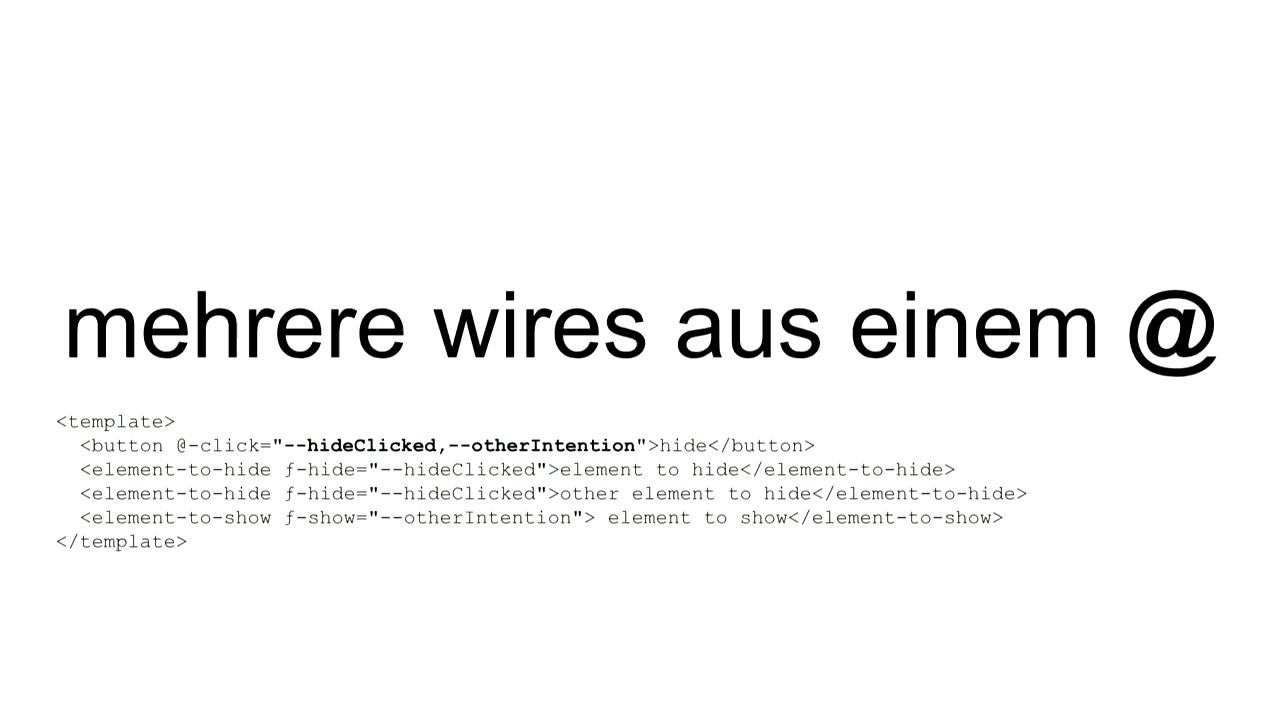 mehrere wires aus einem @
<template>
  <button @-click="--hideClicked,--otherIntention">hide</button>
  <element-to-hide ƒ-hide="--hideClicked">element to hide</element-to-hide>
  <element-to-hide ƒ-hide="--hideClicked">other element to hide</element-to-hide>
  <element-to-show ƒ-show="--otherIntention"> element to show</element-to-show>
</template>